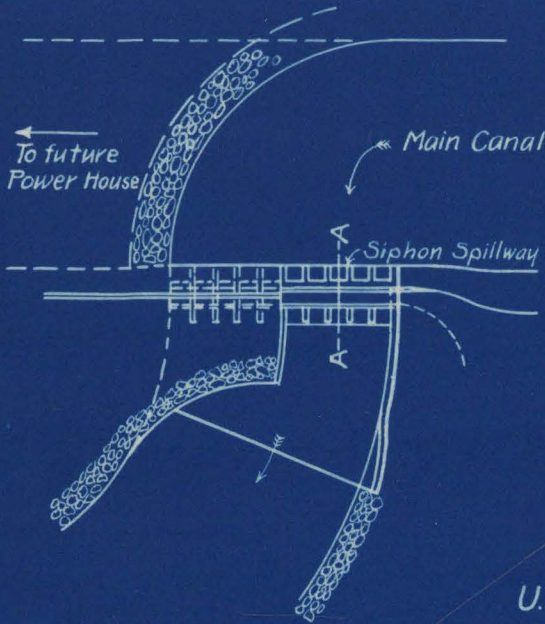 To future
Power House
Main Canal
A
Siphon Spillway
A
U.